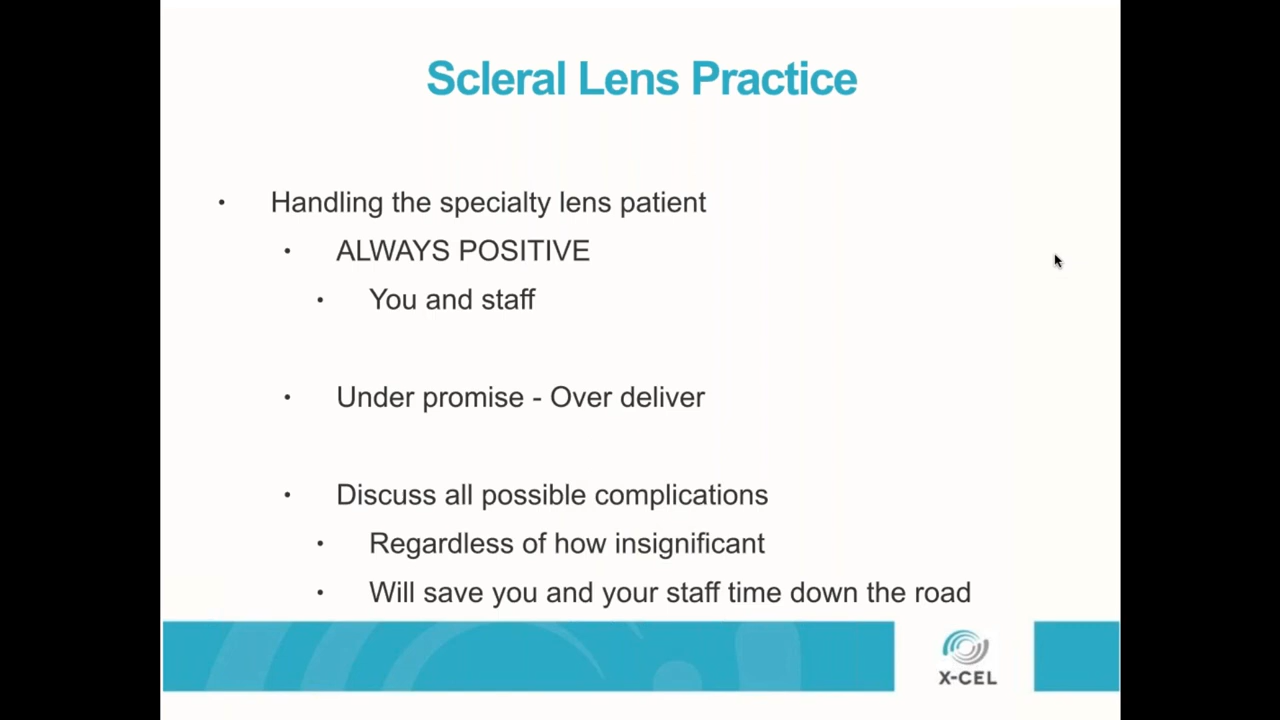 Scleral Lens Practice
• Handling the specialty lens patient
• ALWAYS POSITIVE
• You and staff
• Under promise - Over deliver
• Discuss all possible complications
• Regardless of how insignificant
• Will save you and your staff time down the road
X-CEL